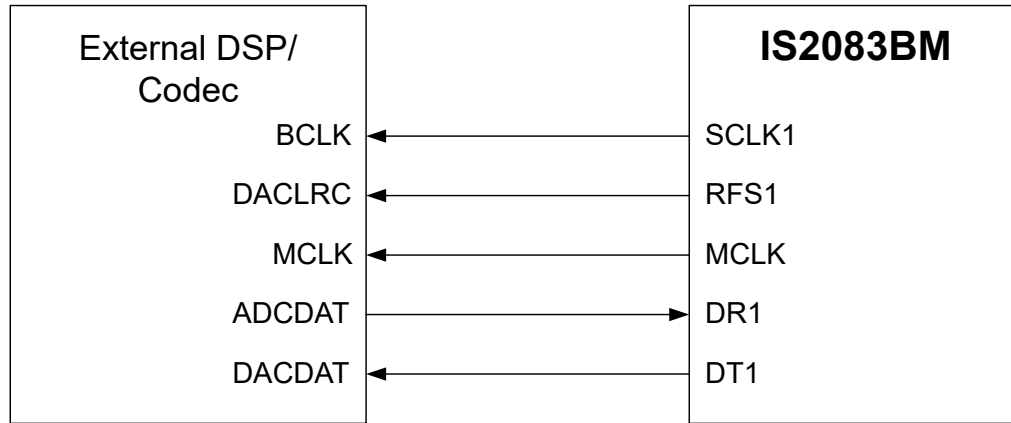 External DSP/
Codec
IS2083BM
BCLK
SCLK1
DACLRC
RFS1
MCLK
MCLK
ADCDAT
DR1
DACDAT
DT1